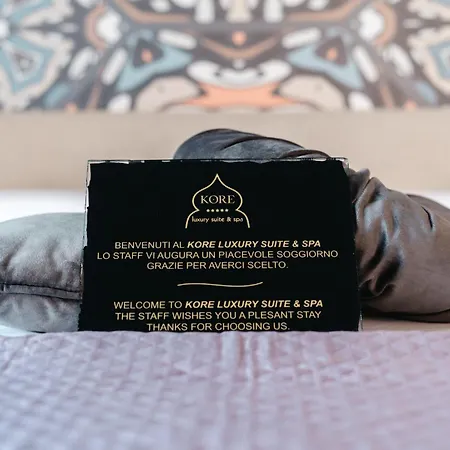 KORE
★★★★★
luxury suite & spa
BENVENUTI AL KORE LUXURY SUITE & SPA
LO STAFF VI AUGURA UN PIACEVOLE SOGGIORNO
GRAZIE PER AVERCI SCELTO.
WELCOME TO KORE LUXURY SUITE & SPA
THE STAFF WISHES YOU A PLESANT STAY
THANKS FOR CHOOSING US.